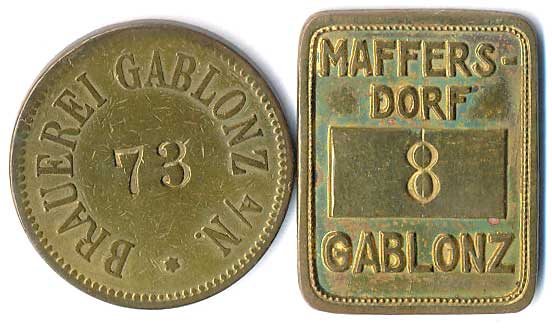 BRAUEREI GABLONZ A/N.
73
MAFFERS-
DORF
8
GABLONZ